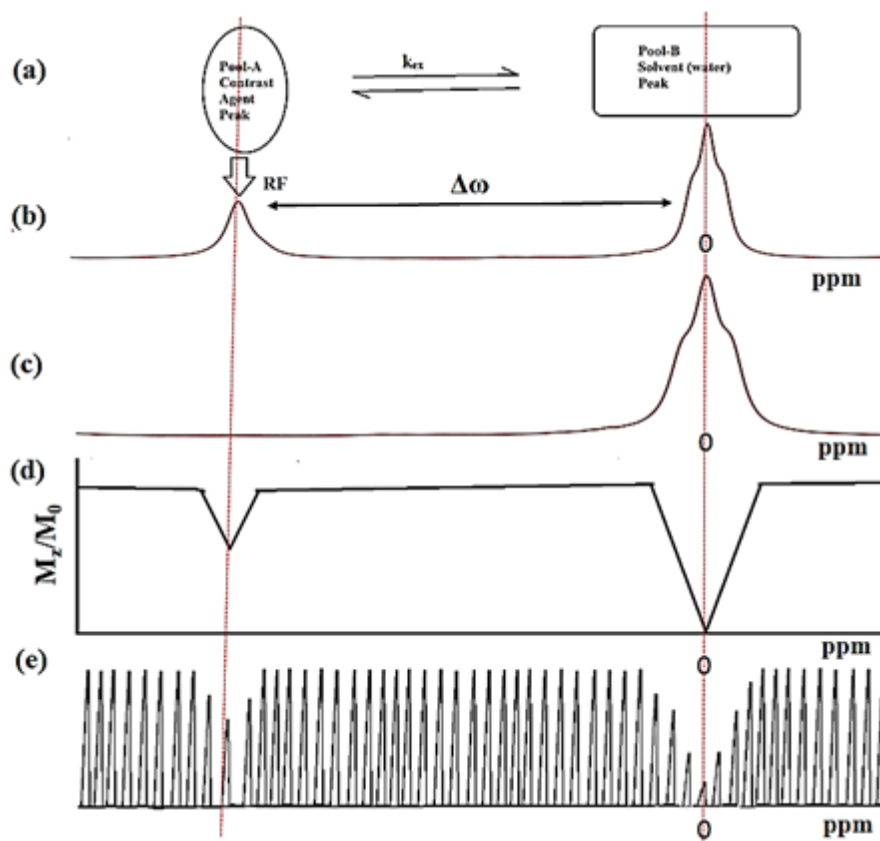 (a)
Pool-A
Contrast
Agent
Peak
kex
Pool-B
Solvent (water)
Peak
RF
Δω
(b)
0
ppm
(c)
0
ppm
(d)
Mz/M0
ppm
0
(e)
ppm
0